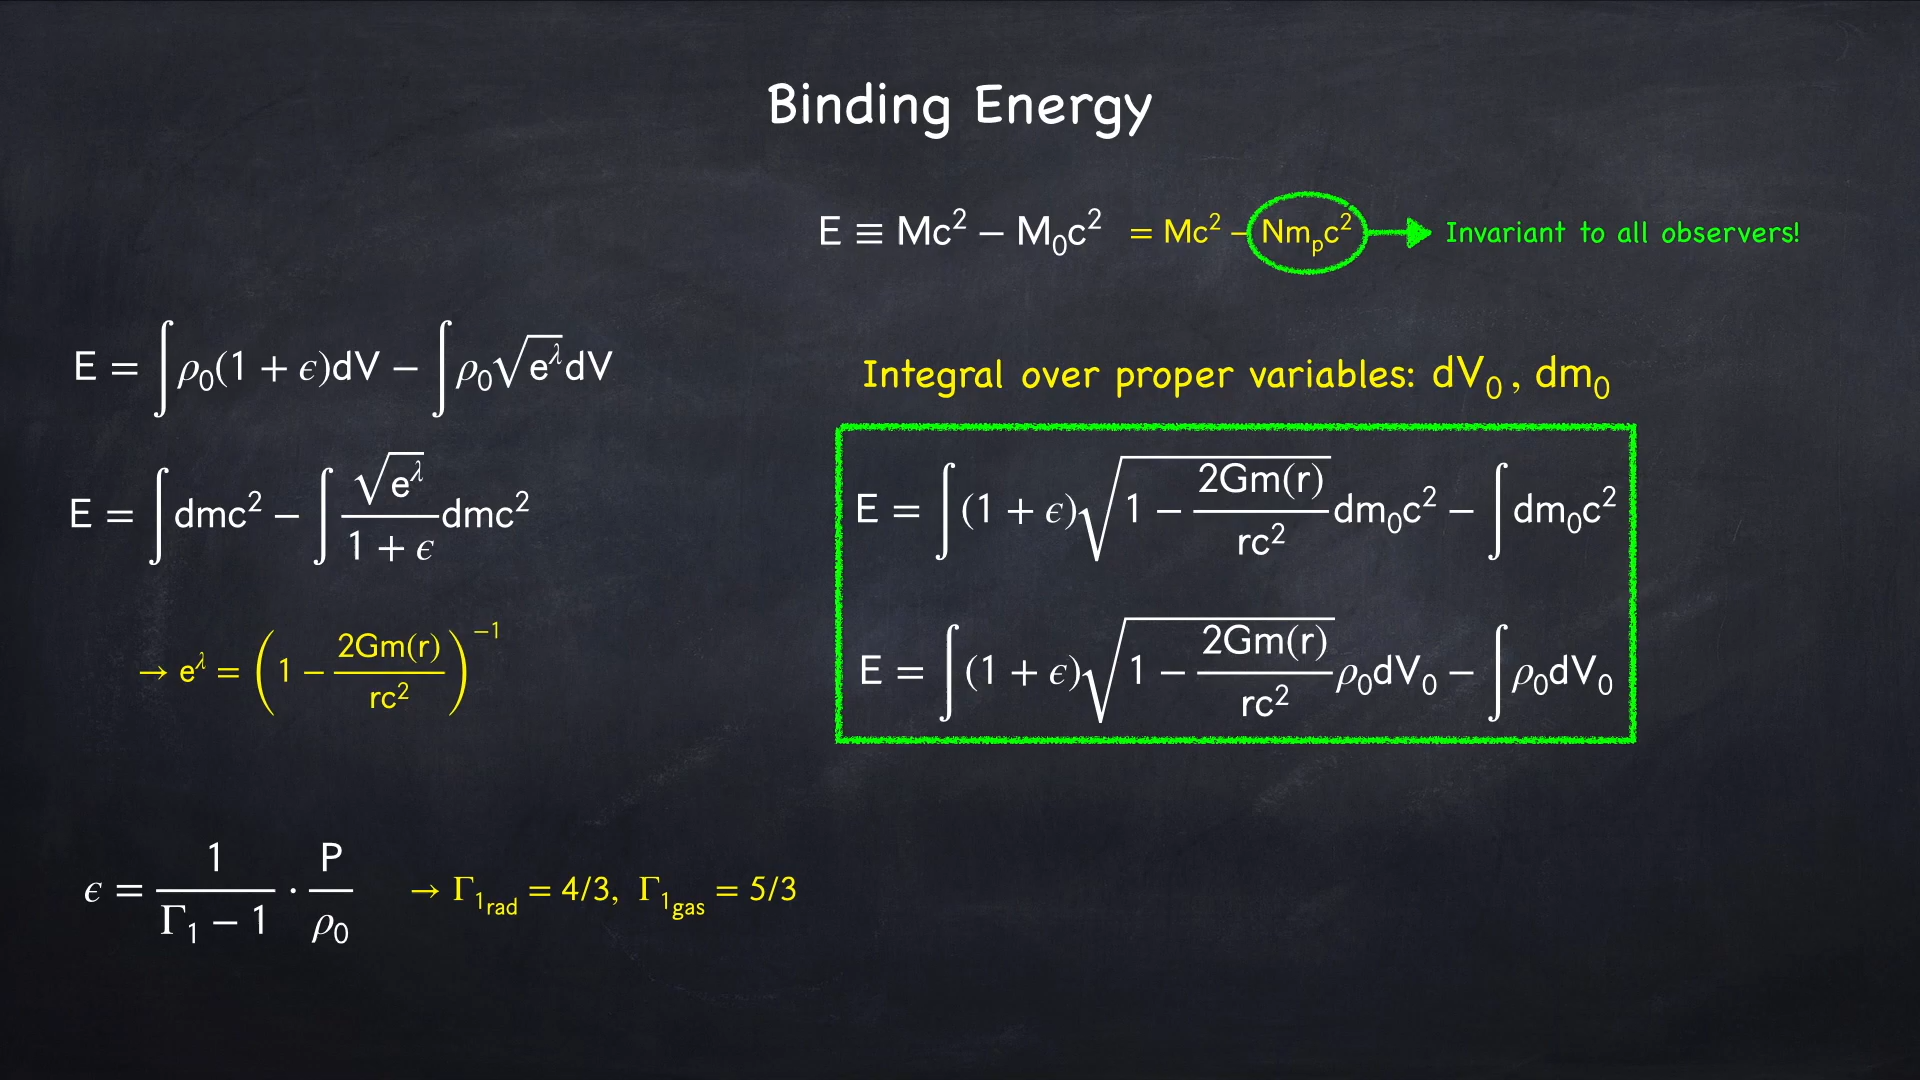 Binding Energy
E ≡ Mc² − M₀c² = Mc² − Nmₚc² → Invariant to all observers!
E = ∫ρ₀(1 + ϵ)dV − ∫ρ₀√(e^λ)dV
E = ∫dmc² − ∫ √(e^λ)/(1 + ϵ) dmc²
→ e^λ = (1 − 2Gm(r)/rc²)⁻¹
ϵ = 1/(Γ₁ − 1) · P/ρ₀ → Γ₁rad = 4/3, Γ₁gas = 5/3
Integral over proper variables: dV₀ , dm₀
E = ∫(1 + ϵ)√(1 − 2Gm(r)/rc²) dm₀c² − ∫dm₀c²
E = ∫(1 + ϵ)√(1 − 2Gm(r)/rc²) ρ₀dV₀ − ∫ρ₀dV₀